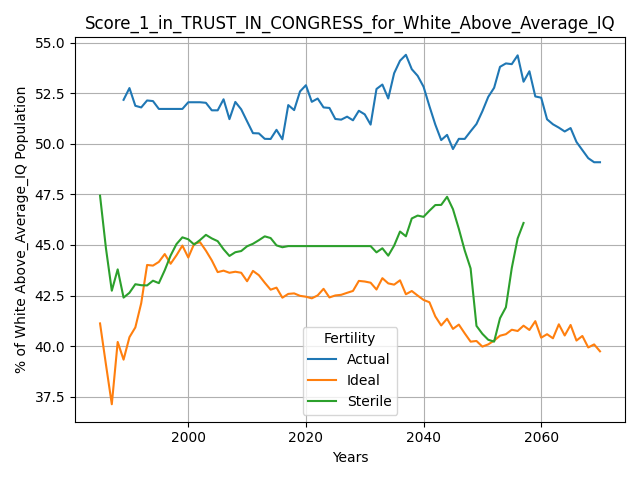 Score_1_in_TRUST_IN_CONGRESS_for_White_Above_Average_IQ
% of White Above_Average_IQ Population
55.0
52.5
50.0
47.5
45.0
42.5
40.0
37.5
Fertility
Actual
Ideal
Sterile
2000
2020
2040
2060
Years